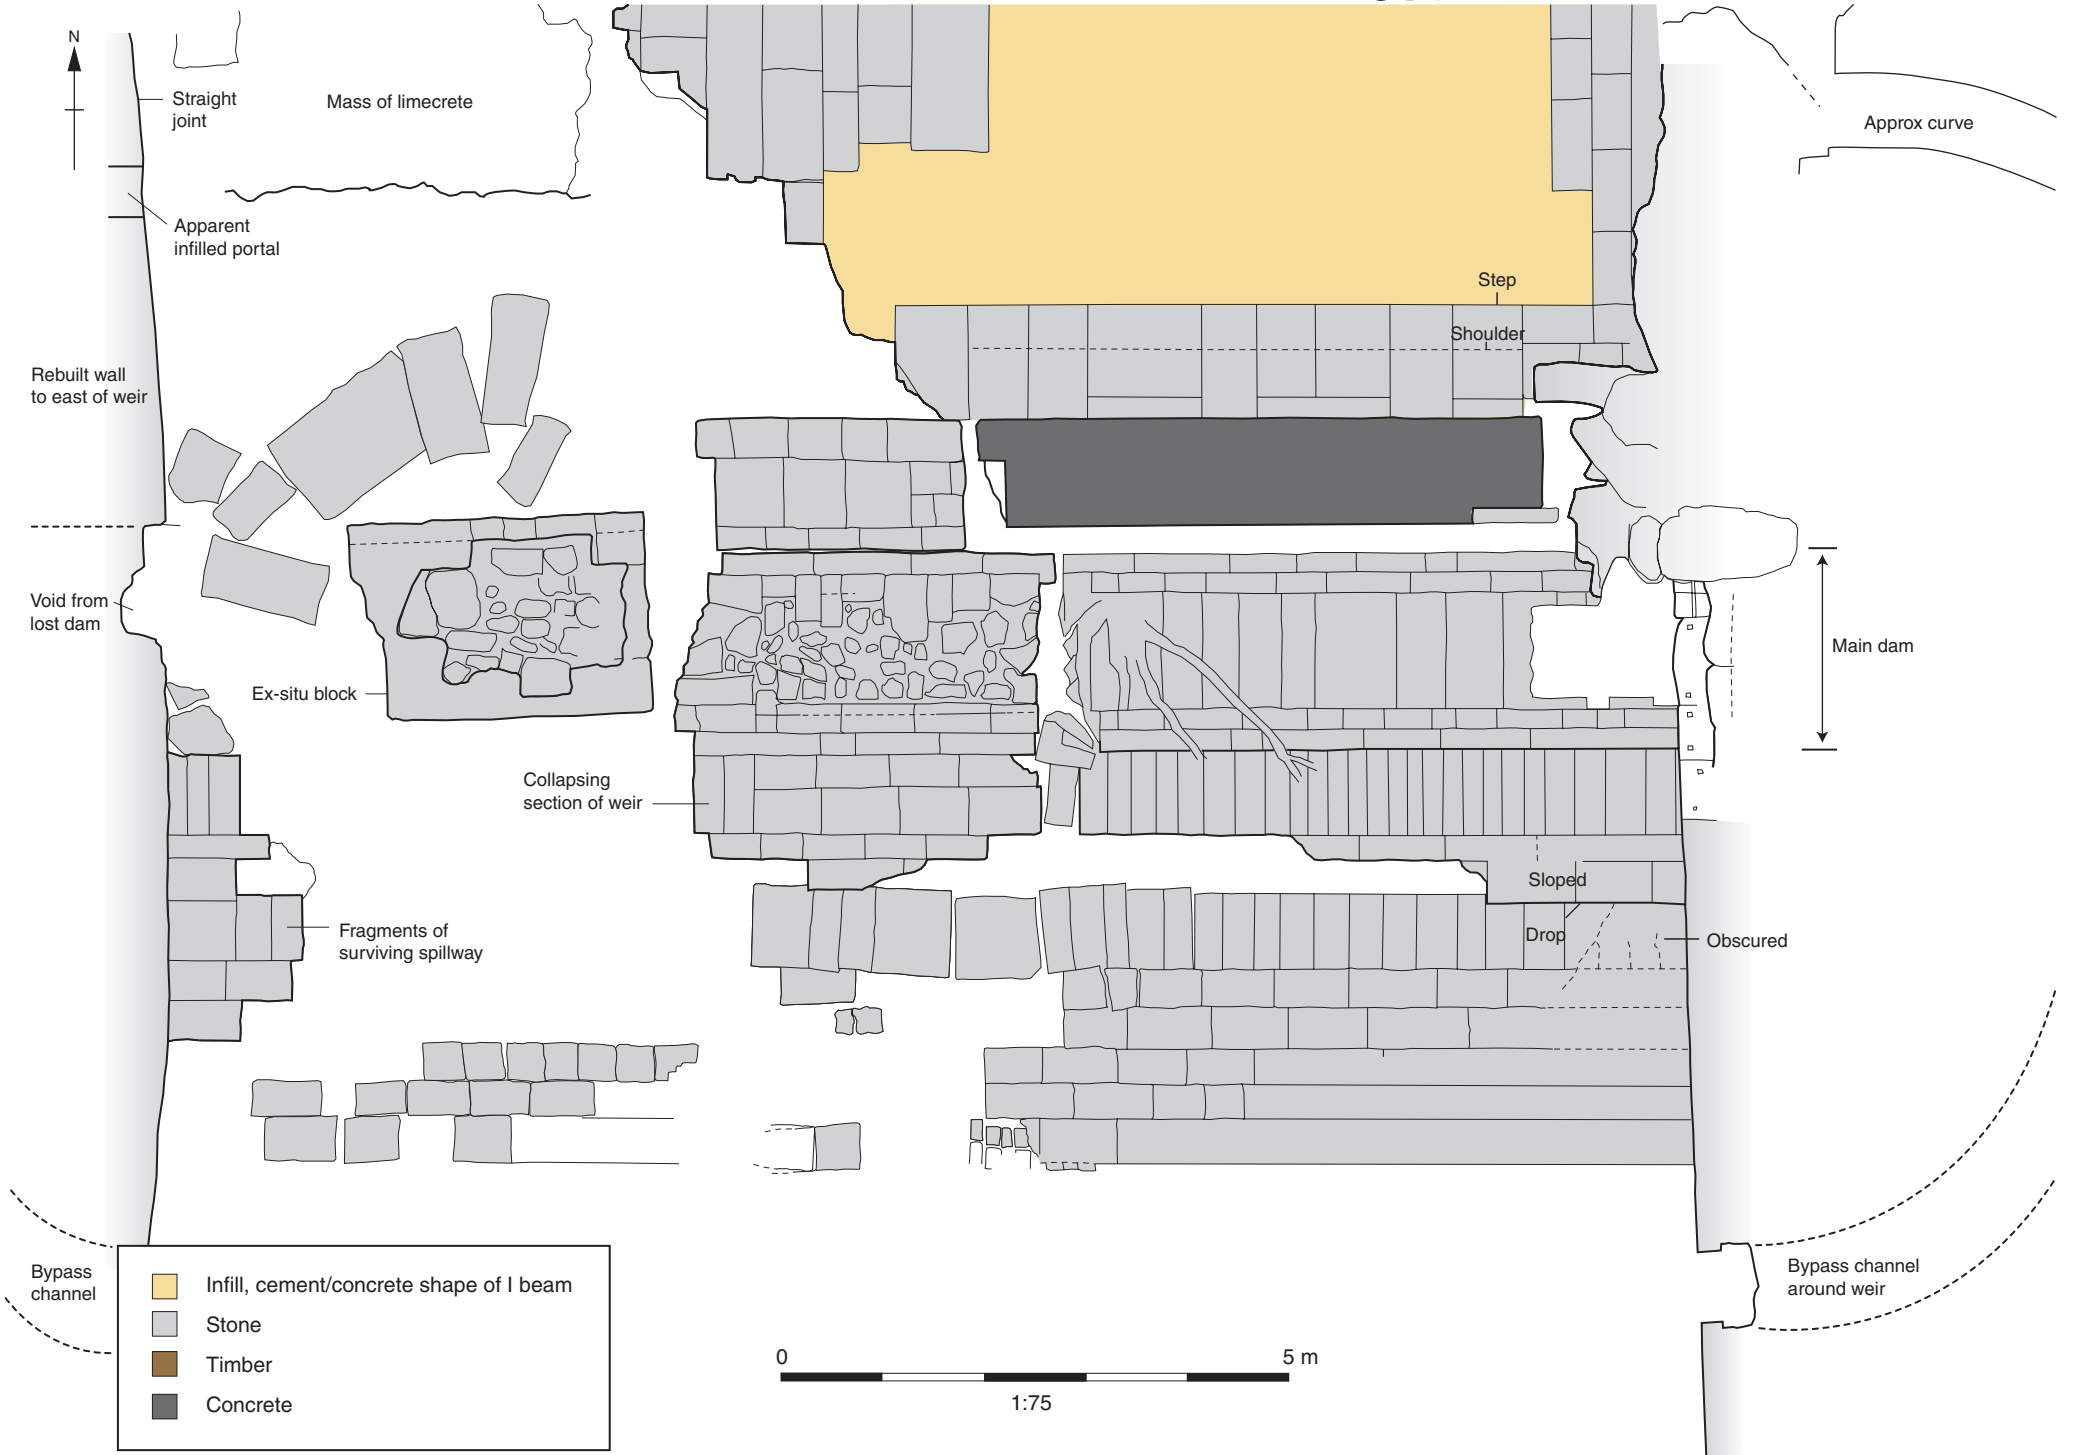 N
Straight
joint
Mass of limecrete
Approx curve
Apparent
infilled portal
Step
Shoulder
Rebuilt wall
to east of weir
Void from
lost dam
Main dam
Ex-situ block
Collapsing
section of weir
Sloped
Fragments of
surviving spillway
Drop
Obscured
Bypass
channel
Bypass channel
around weir
Infill, cement/concrete shape of I beam
Stone
Timber
Concrete
0
5 m
1:75